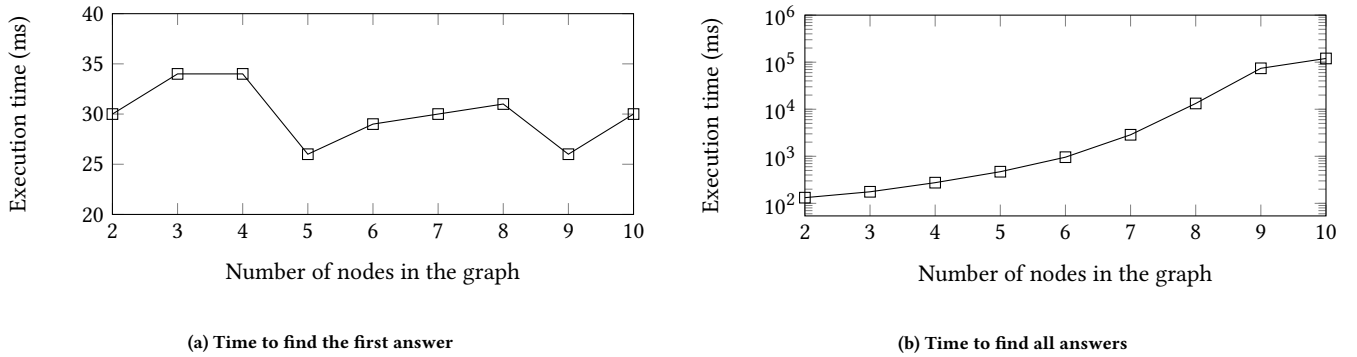 40
35
30
25
20
2 3 4 5 6 7 8 9 10
Execution time (ms)
Number of nodes in the graph
(a) Time to find the first answer
10^6
10^5
10^4
10^3
10^2
2 3 4 5 6 7 8 9 10
Execution time (ms)
Number of nodes in the graph
(b) Time to find all answers